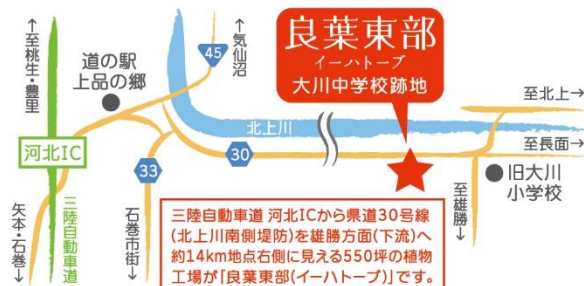 ←至桃生・豊里
道の駅
上品の郷
45
←気仙沼
良葉東部
イーハトーブ
大川中学校跡地
至北上→
北上川
至長面→
河北IC
30
33
旧大川
小学校
三陸自動車道
矢本・石巻→
石巻市街→
至雄勝→
三陸自動車道 河北ICから県道30号線
(北上川南側堤防)を雄勝方面(下流)へ
約14km地点右側に見える550坪の植物
工場が「良葉東部(イーハトーブ)」です。